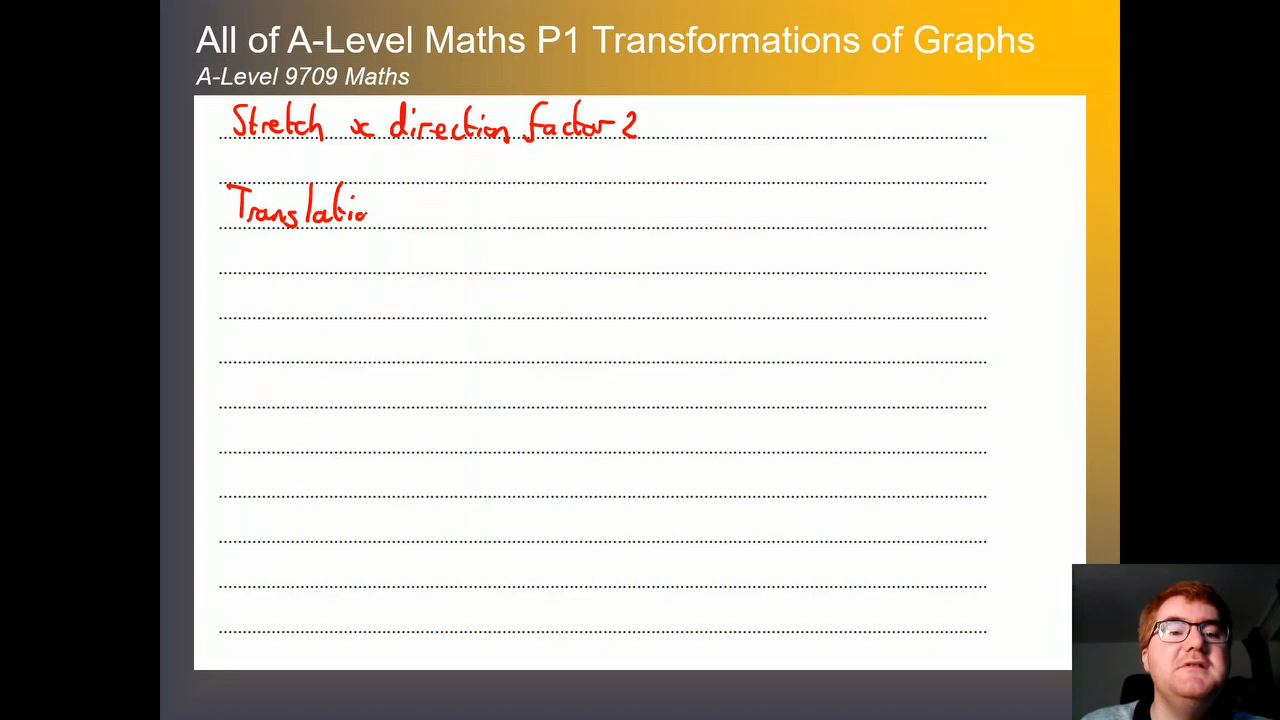 All of A-Level Maths P1 Transformations of Graphs
A-Level 9709 Maths
Stretch x direction, factor 2
Translatio